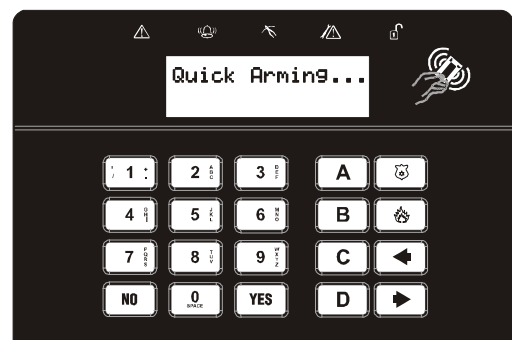 Quick Arming...
' / 1 + - . 2 A B C 3 D E F A
4 G H I 5 J K L 6 M N O B
7 P Q R S 8 T U V 9 W X Y Z C
NO 0 SPACE YES D